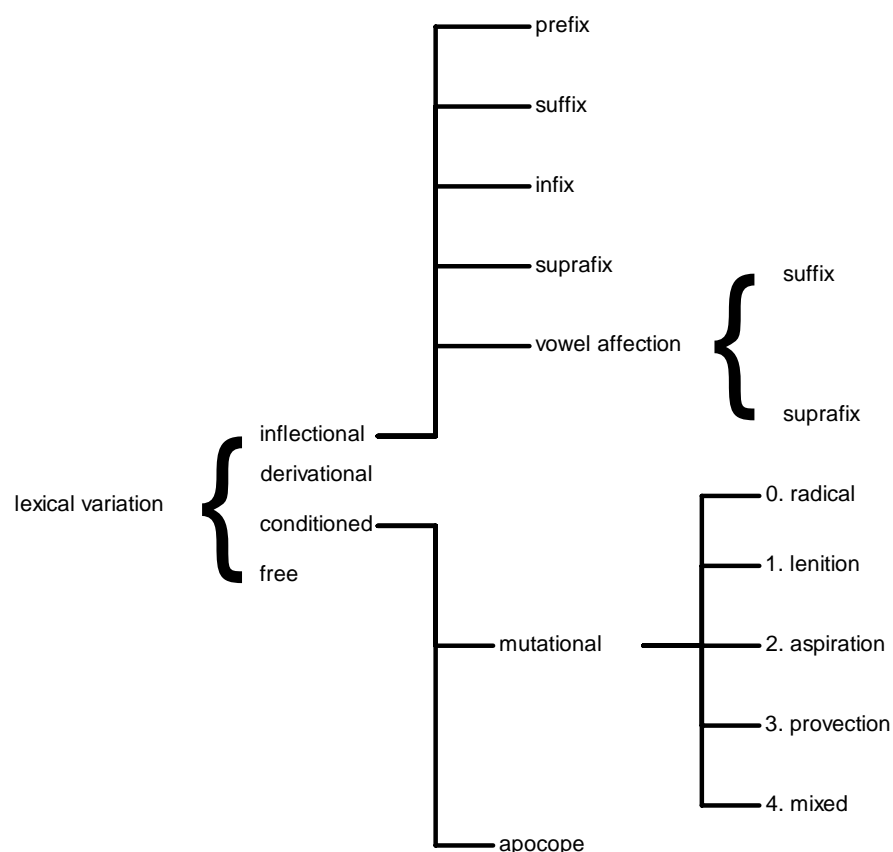 prefix
suffix
infix
suprafix
vowel affection
suffix
suprafix
lexical variation
inflectional
derivational
conditioned
free
mutational
apocope
0. radical
1. lenition
2. aspiration
3. provection
4. mixed